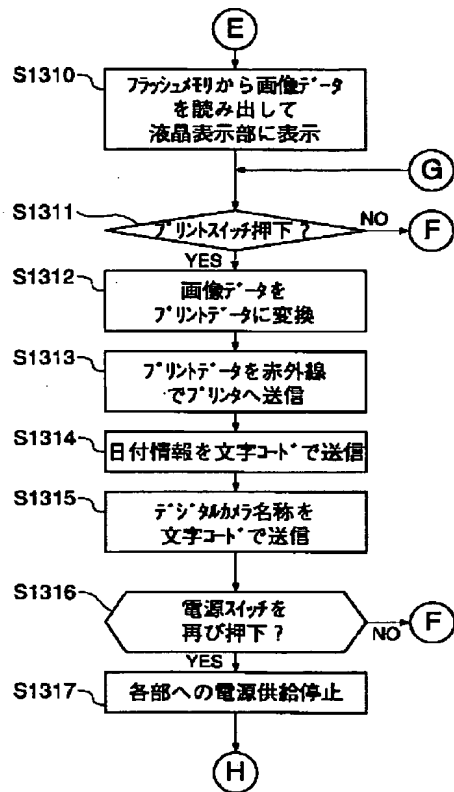 E
S1310
フラッシュメモリから画像データ
を読み出して
液晶表示部に表示
G
S1311
プリントスイッチ押下?
NO
F
YES
S1312
画像データを
プリントデータに変換
S1313
プリントデータを赤外線
でプリンタへ送信
S1314
日付情報を文字コードで送信
S1315
デジタルカメラ名称を
文字コードで送信
S1316
電源スイッチを
再び押下?
NO
F
YES
S1317
各部への電源供給停止
H